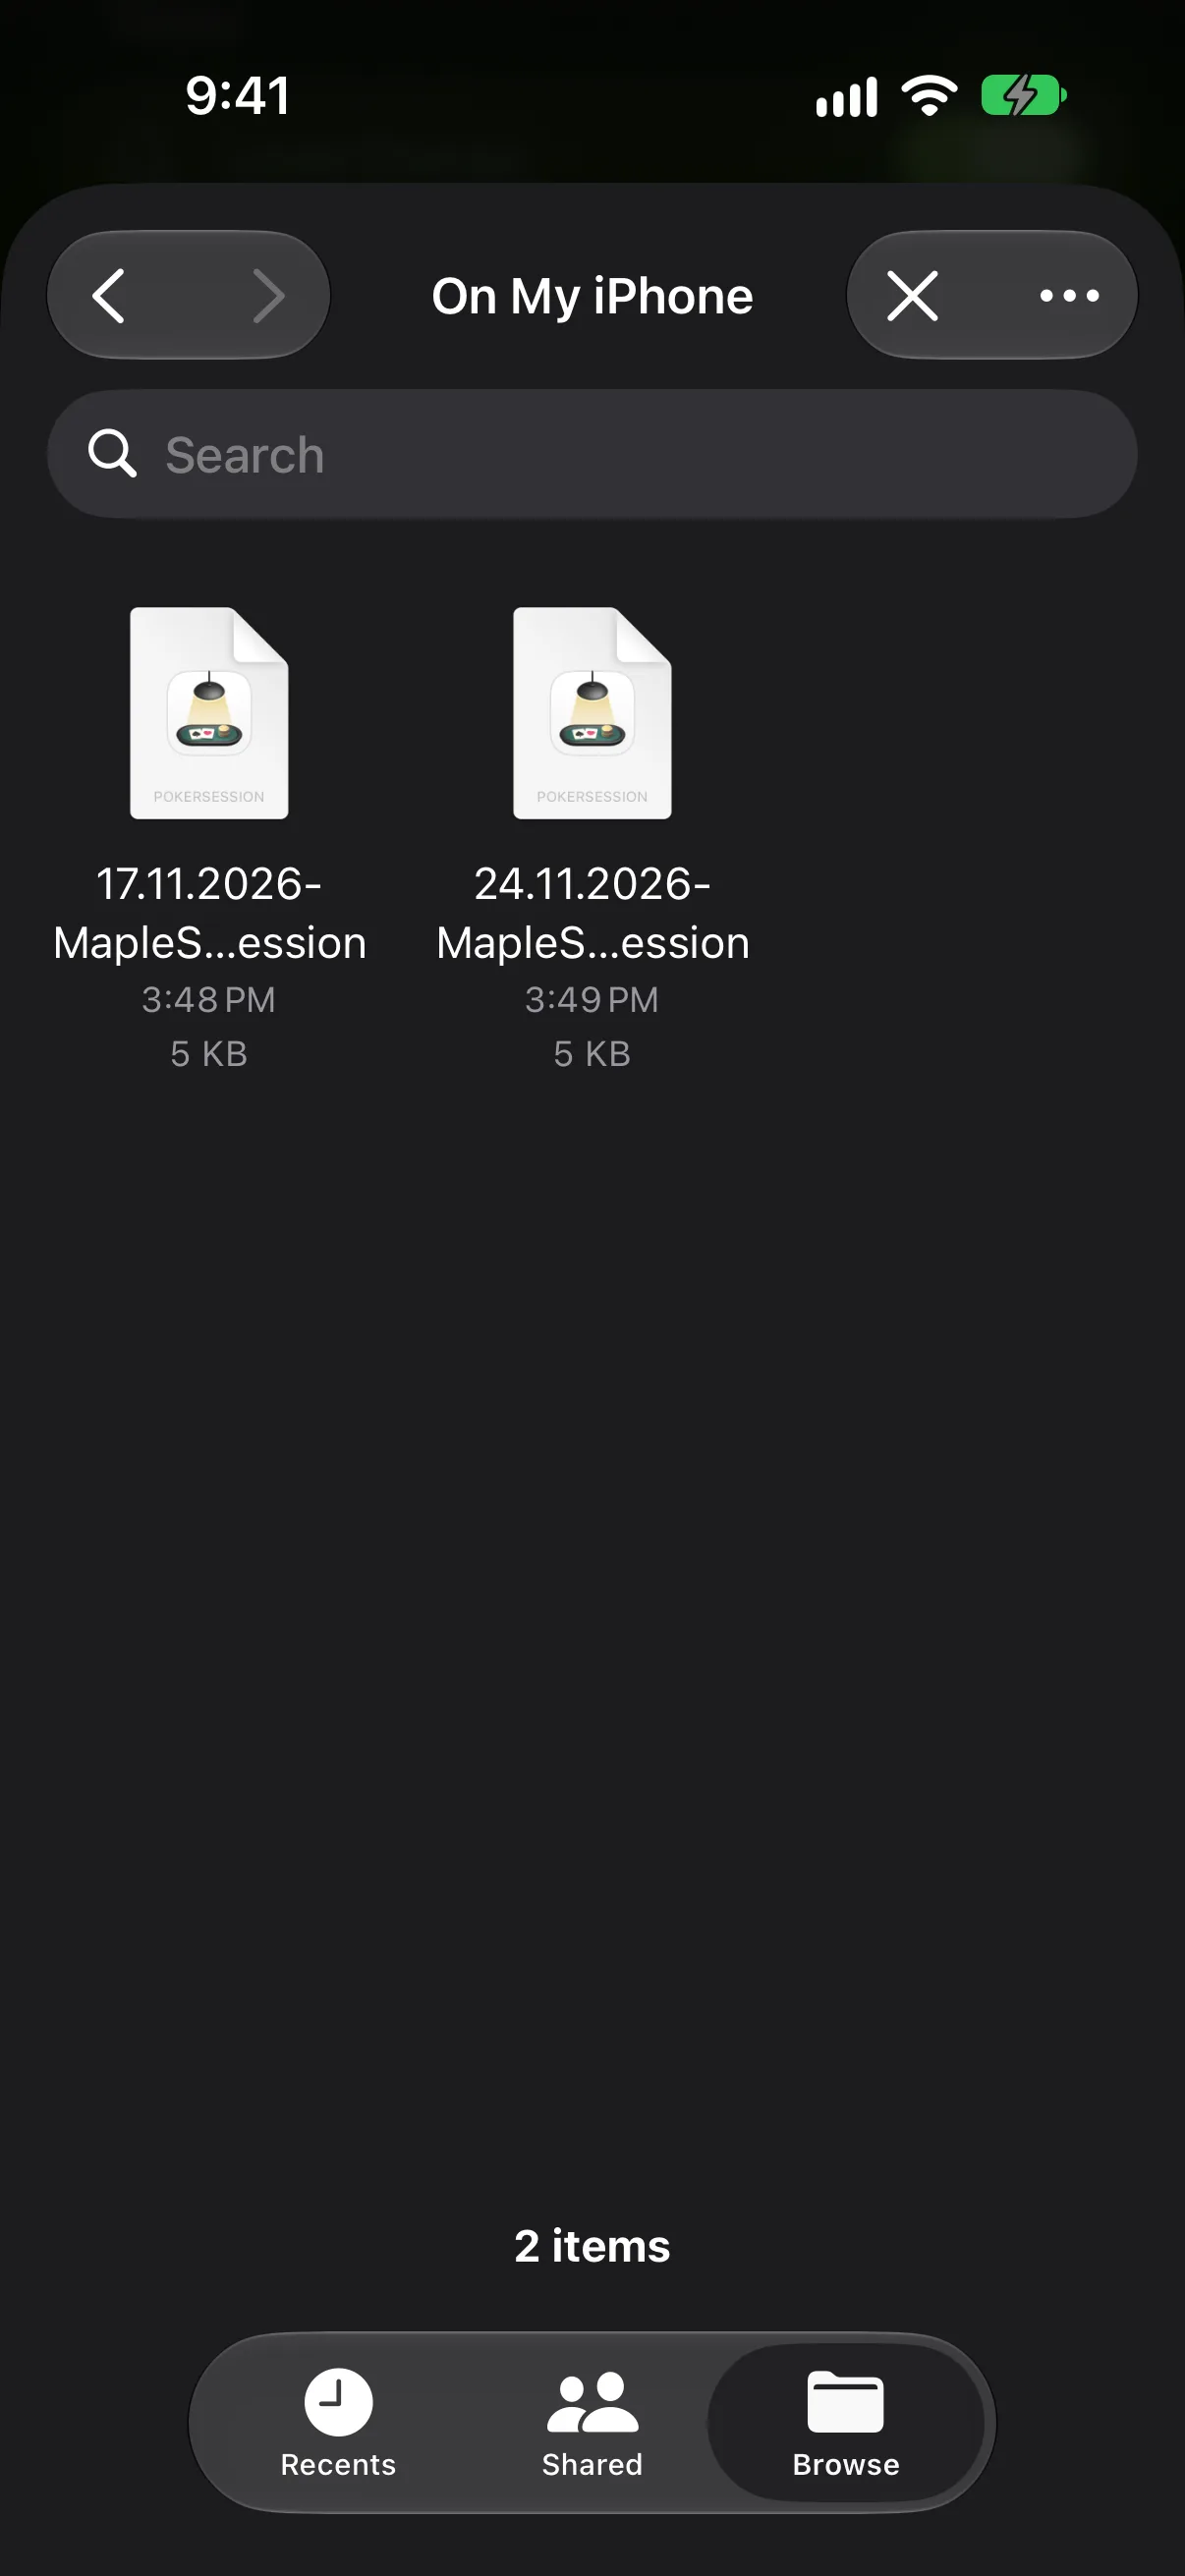 9:41
On My iPhone
Search
POKERSESSION
POKERSESSION
17.11.2026-
MapleS...ession
3:48 PM
5 KB
24.11.2026-
MapleS...ession
3:49 PM
5 KB
2 items
Recents
Shared
Browse